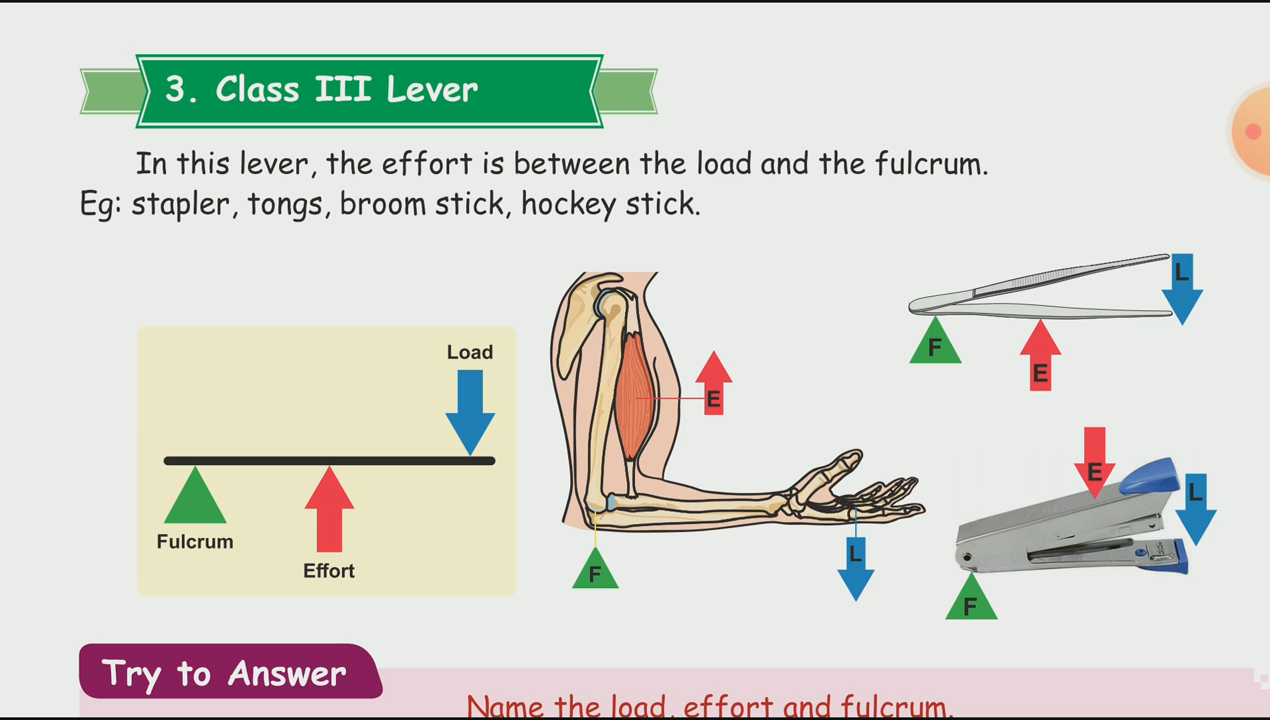 3. Class III Lever
In this lever, the effort is between the load and the fulcrum.
Eg: stapler, tongs, broom stick, hockey stick.
Load
Fulcrum
Effort
E
F
L
L
F
E
E
L
F
Try to Answer
Name the load, effort and fulcrum.